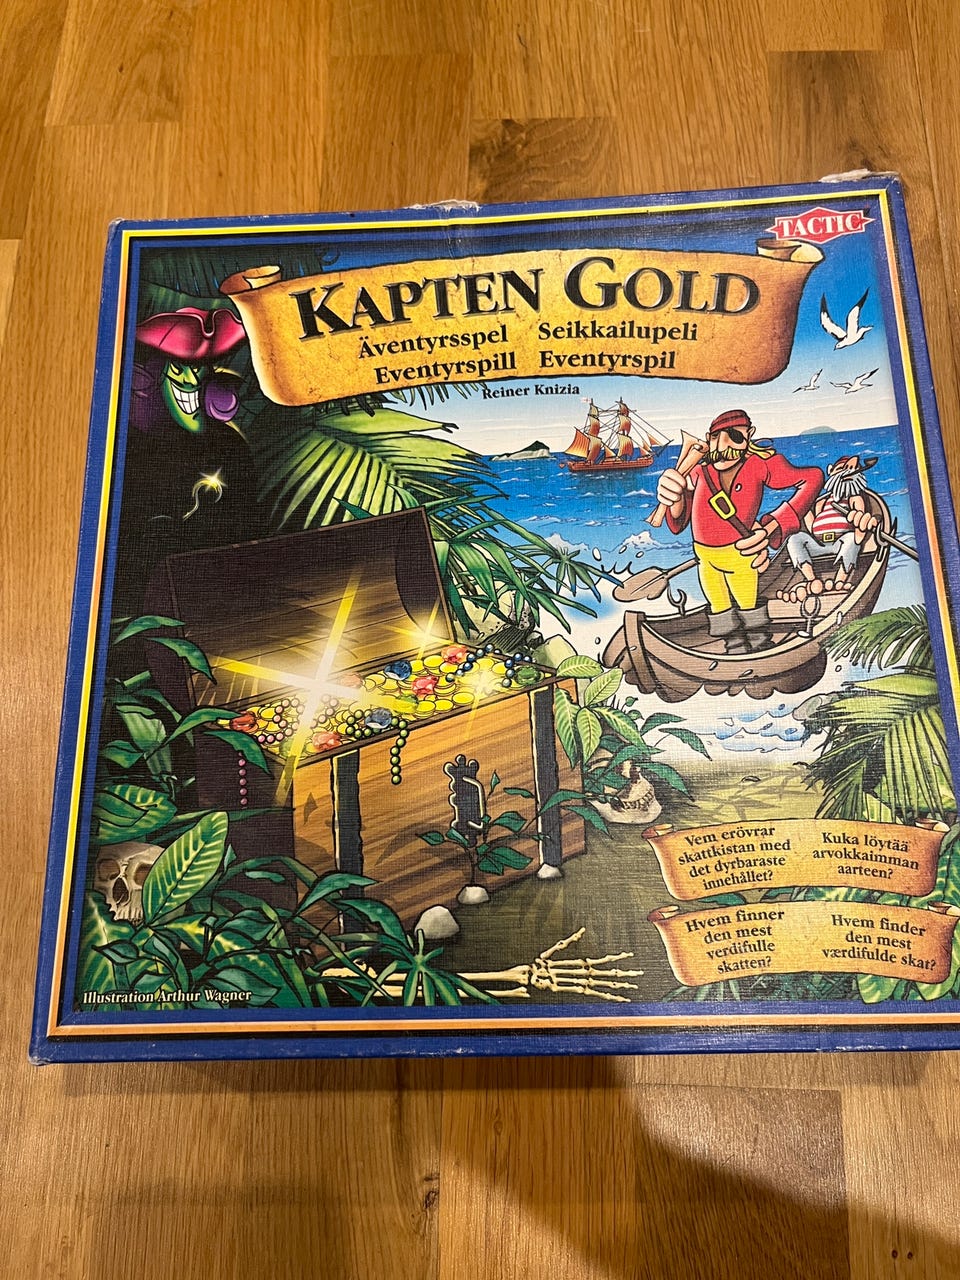 TACTIC
KAPTEN GOLD
Äventyrsspel Seikkailupeli
Eventyrspill Eventyrspil
Reiner Knizia
Vem erövrar
skattkistan med
det dyrbaraste
innehållet?
Kuka löytää
arvokkaimman
aarteen?
Hvem finner
den mest
verdifulle
skatten?
Hvem finder
den mest
værdifulde skat?
Illustration Arthur Wagner